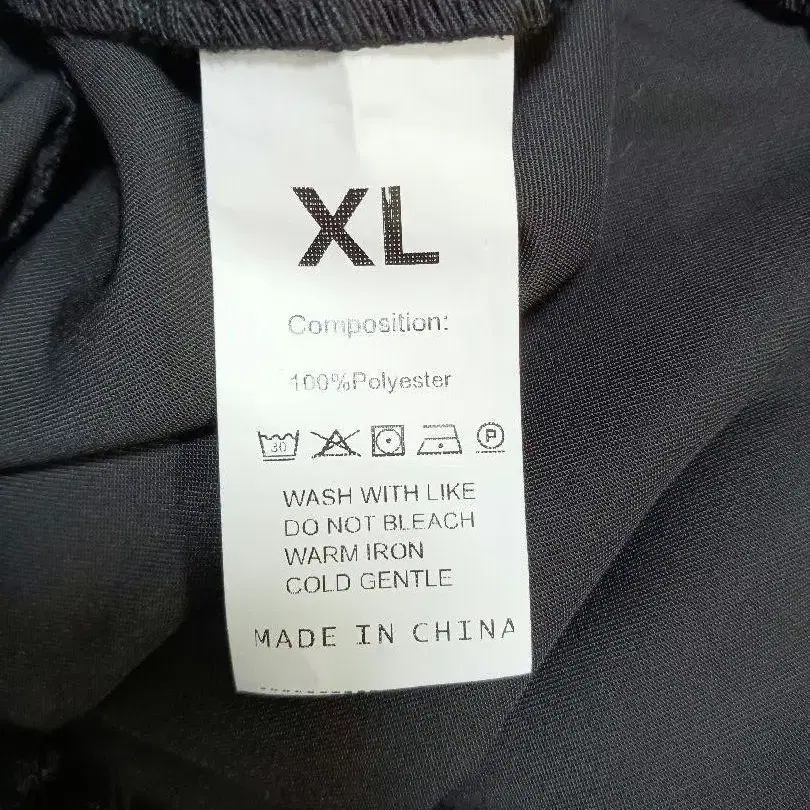 XL
Composition:
100%Polyester
30 P
WASH WITH LIKE
DO NOT BLEACH
WARM IRON
COLD GENTLE
MADE IN CHINA